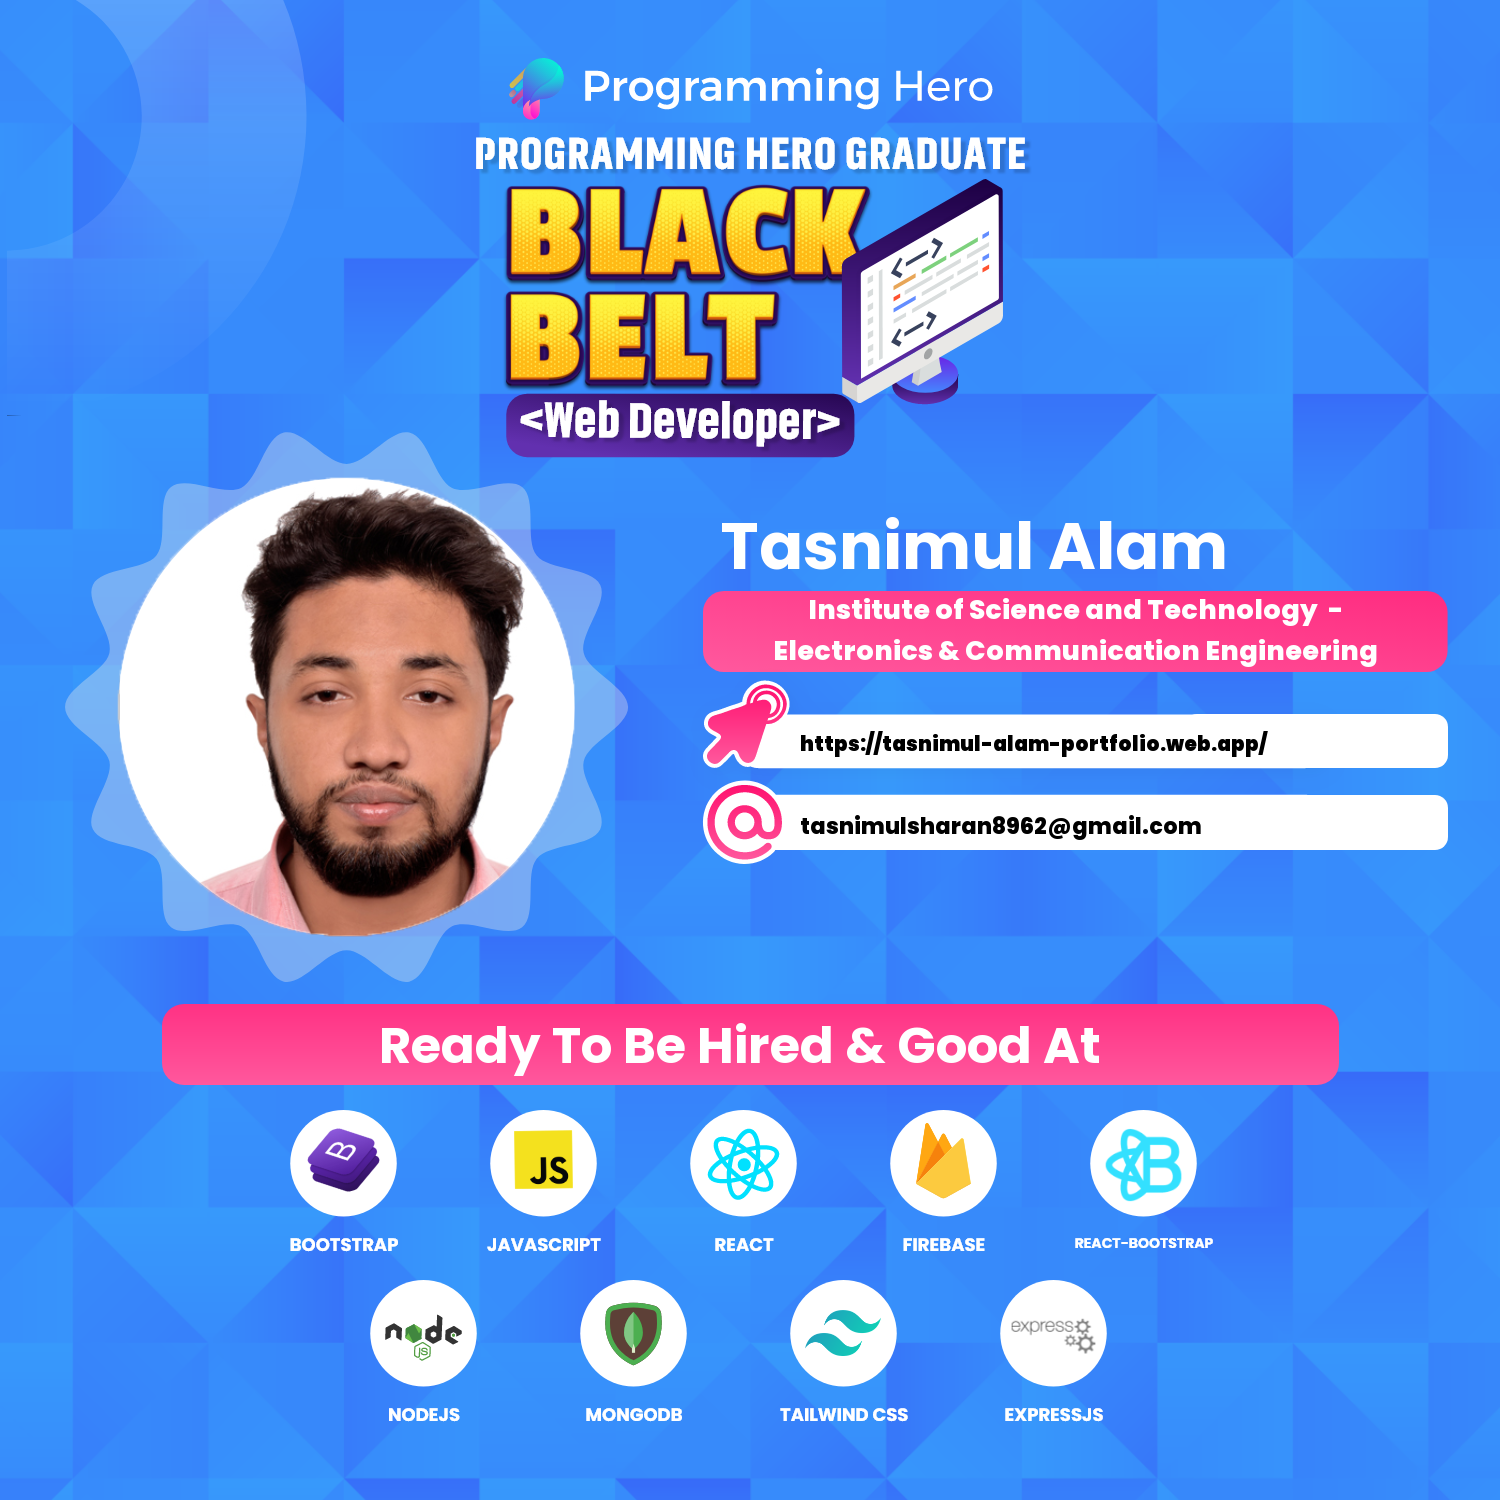 Programming Hero
PROGRAMMING HERO GRADUATE
BLACK
BELT
<Web Developer>
Tasnimul Alam
Institute of Science and Technology -
Electronics & Communication Engineering
https://tasnimul-alam-portfolio.web.app/
tasnimulsharan8962@gmail.com
Ready To Be Hired & Good At
B
JS
B
BOOTSTRAP JAVASCRIPT REACT FIREBASE REACT-BOOTSTRAP
node
JS
express
NODEJS MONGODB TAILWIND CSS EXPRESSJS